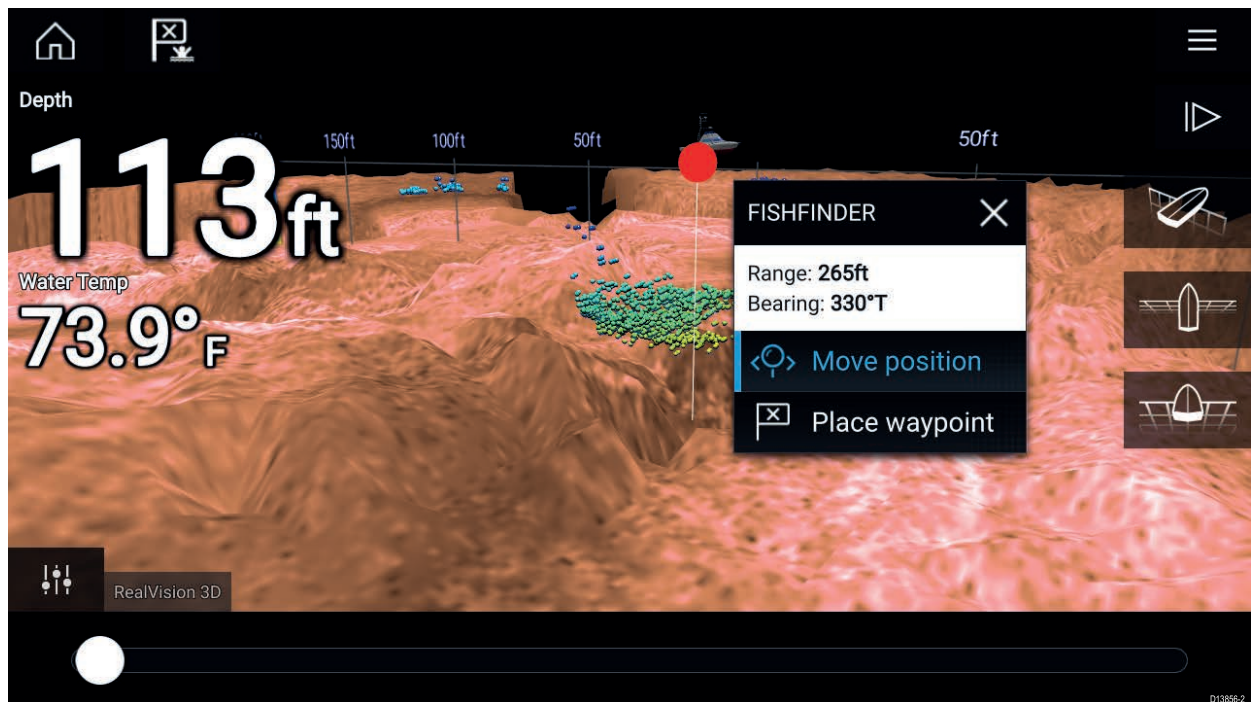 Depth
113ft
Water Temp
73.9°F
150ft
100ft
50ft
50ft
FISHFINDER
Range: 265ft
Bearing: 330°T
Move position
Place waypoint
RealVision 3D
D13856-2